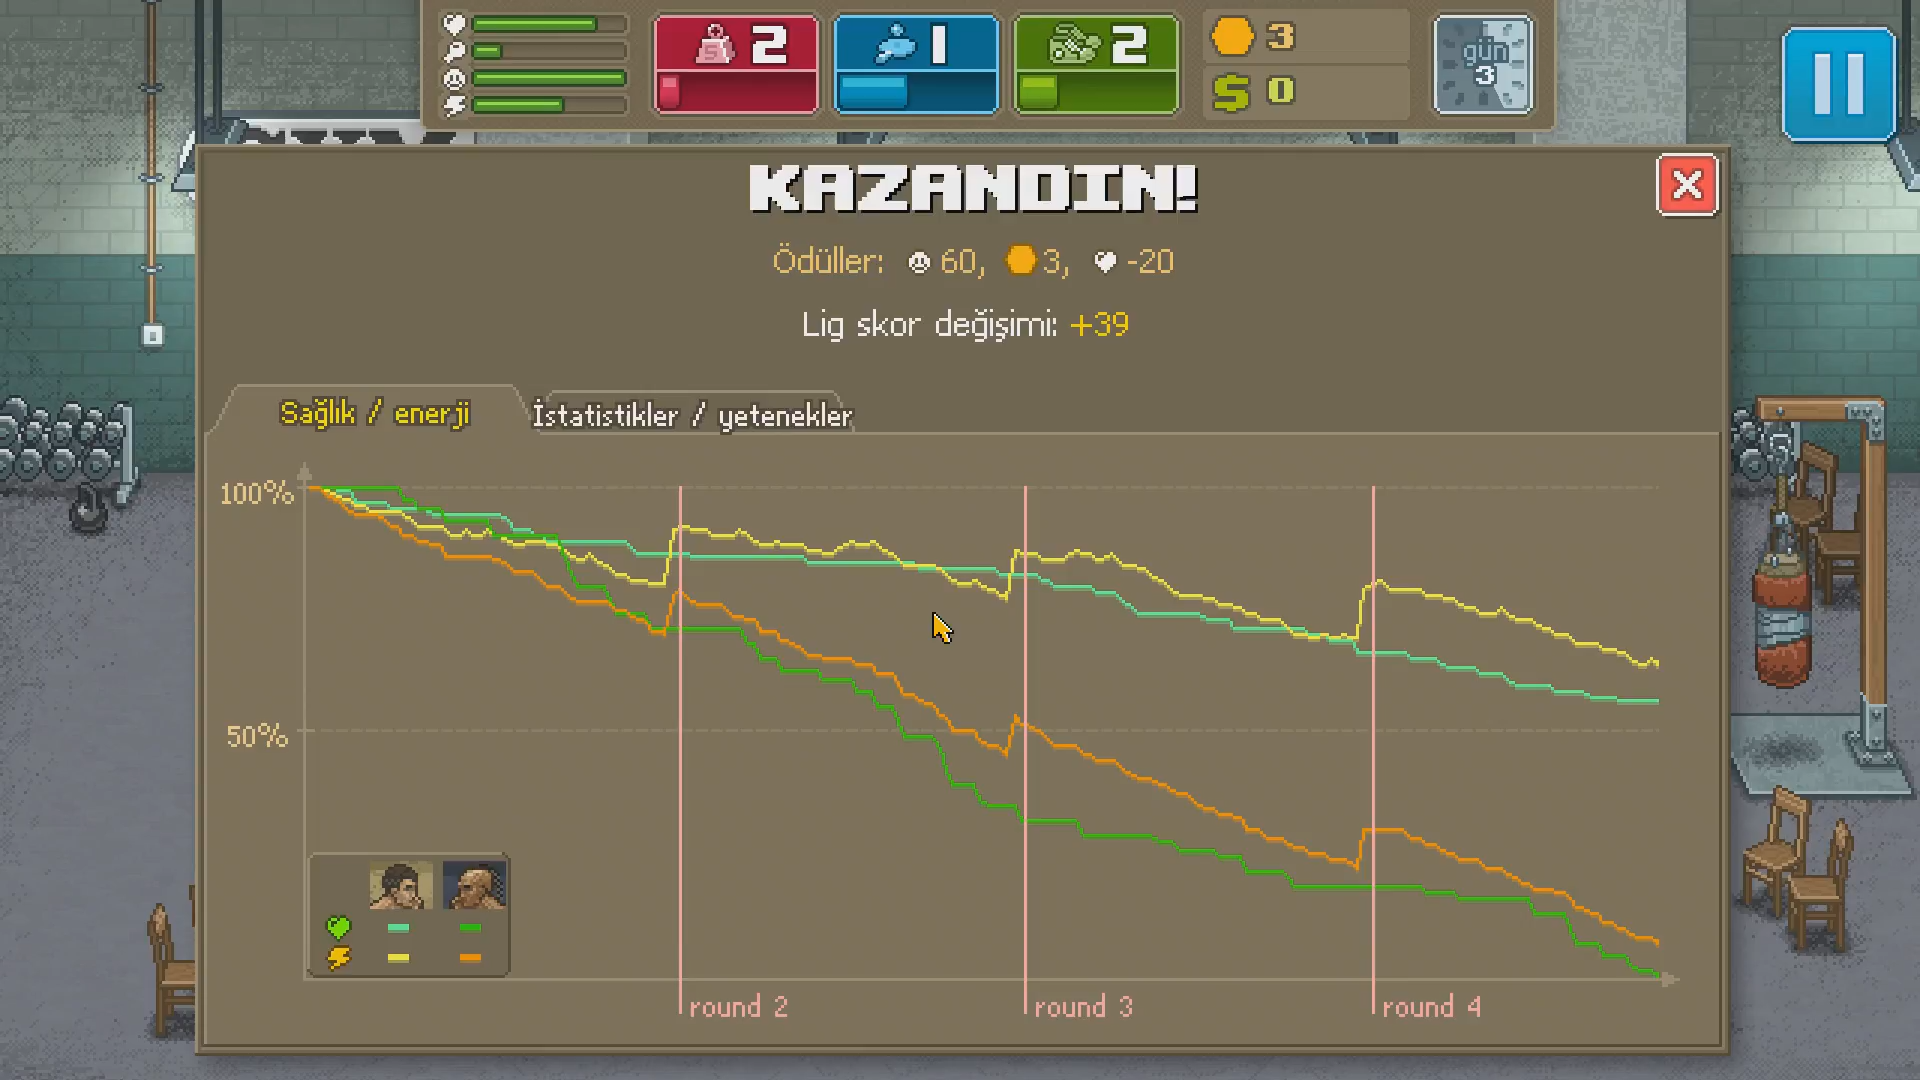 2 1 2 3
0
gün
3
KAZANDIN!
Ödüller: 60, 3, -20
Lig skor değişimi: +39
Sağlık / enerji İstatistikler / yetenekler
100%
50%
round 2 round 3 round 4